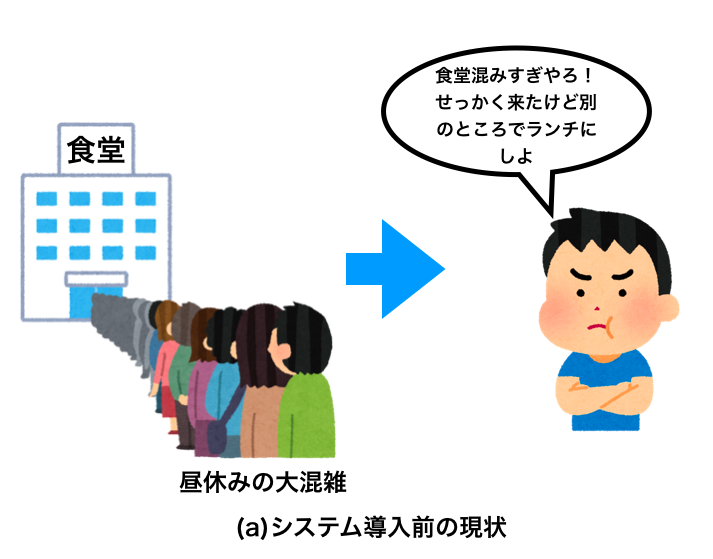 食堂混みすぎやろ！
せっかく来たけど別
のところでランチに
しよ
食堂
昼休みの大混雑
(a)システム導入前の現状